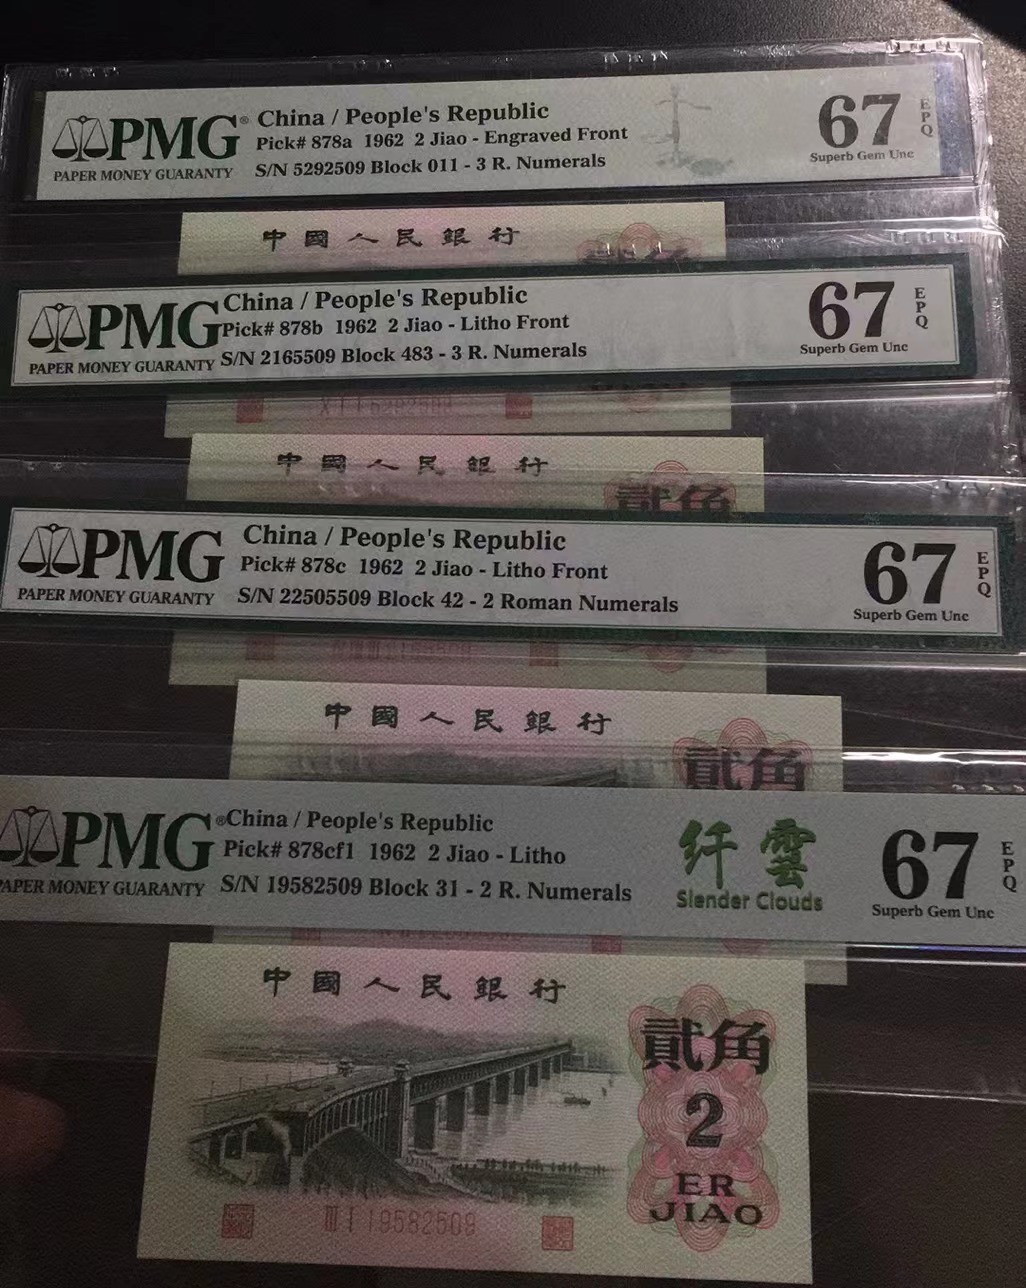 PMG®
PAPER MONEY GUARANTY
China / People's Republic
Pick# 878a 1962 2 Jiao - Engraved Front
S/N 5292509 Block 011 - 3 R. Numerals
67
EPQ
Superb Gem Unc
中國人民銀行
貳角
PMG
PAPER MONEY GUARANTY
China / People's Republic
Pick# 878b 1962 2 Jiao - Litho Front
S/N 2165509 Block 483 - 3 R. Numerals
67
EPQ
Superb Gem Unc
X I I 5292509
中國人民銀行
貳角
PMG
PAPER MONEY GUARANTY
China / People's Republic
Pick# 878c 1962 2 Jiao - Litho Front
S/N 22505509 Block 42 - 2 Roman Numerals
67
EPQ
Superb Gem Unc
中國人民銀行
貳角
PMG®
PAPER MONEY GUARANTY
China / People's Republic
Pick# 878cf1 1962 2 Jiao - Litho
S/N 19582509 Block 31 - 2 R. Numerals
纤雲
Slender Clouds
67
EPQ
Superb Gem Unc
中國人民銀行
貳角
2
ER
JIAO
III I 19582509